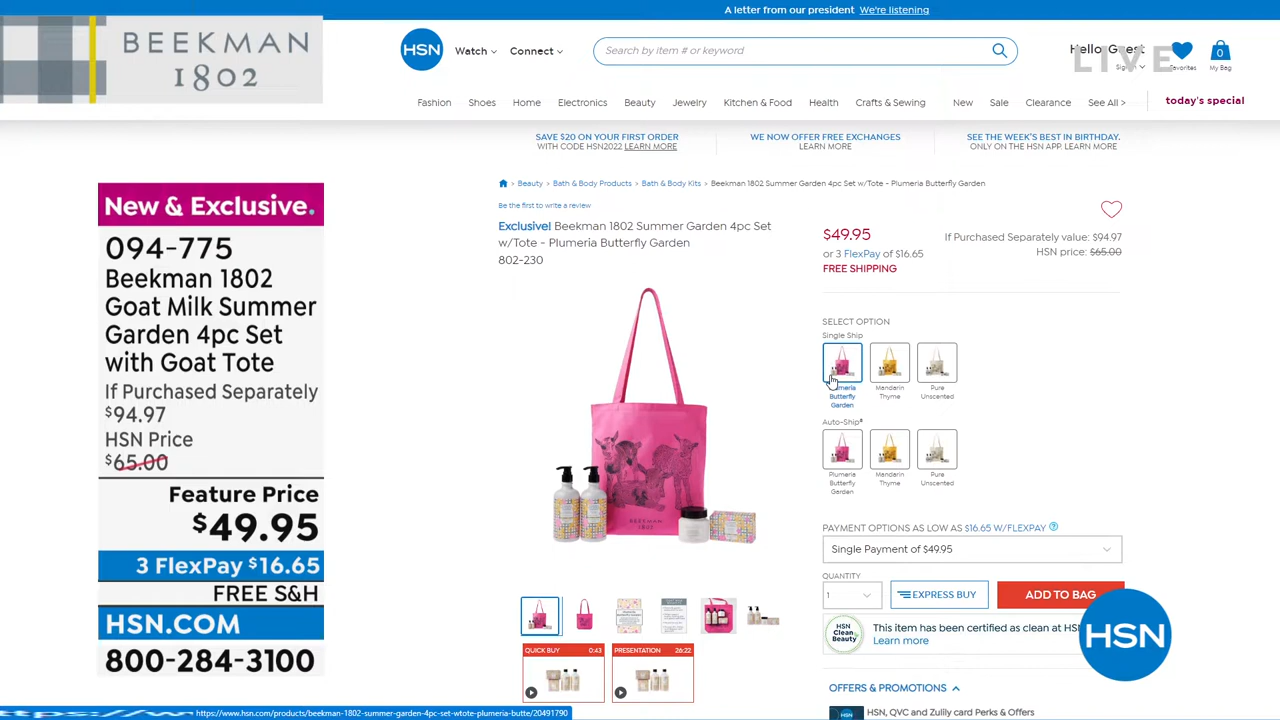 A letter from our president We're listening
BEEKMAN
1802
HSN
Watch
Connect
Search by item # or keyword
Hello Guest
LIVE
Favorites
0
My Bag
Fashion
Shoes
Home
Electronics
Beauty
Jewelry
Kitchen & Food
Health
Crafts & Sewing
New
Sale
Clearance
See All >
today's special
SAVE $20 ON YOUR FIRST ORDER
WITH CODE HSN2022 LEARN MORE
WE NOW OFFER FREE EXCHANGES
LEARN MORE
SEE THE WEEK'S BEST IN BIRTHDAY.
ONLY ON THE HSN APP. LEARN MORE
> Beauty > Bath & Body Products > Bath & Body Kits > Beekman 1802 Summer Garden 4pc Set w/Tote - Plumeria Butterfly Garden
Be the first to write a review
Exclusive! Beekman 1802 Summer Garden 4pc Set
w/Tote - Plumeria Butterfly Garden
802-230
$49.95
or 3 FlexPay of $16.65
FREE SHIPPING
If Purchased Separately value: $94.97
HSN price: $65.00
New & Exclusive.
094-775
Beekman 1802
Goat Milk Summer
Garden 4pc Set
with Goat Tote
If Purchased Separately
$94.97
HSN Price
$65.00
Feature Price
$49.95
3 FlexPay $16.65
FREE S&H
HSN.COM
800-284-3100
BEEKMAN
1802
SELECT OPTION
Single Ship
Plumeria
Butterfly
Garden
Mandarin
Thyme
Pure
Unscented
Auto-Ship®
Plumeria
Butterfly
Garden
Mandarin
Thyme
Pure
Unscented
PAYMENT OPTIONS AS LOW AS $16.65 W/FLEXPAY
Single Payment of $49.95
QUANTITY
1
EXPRESS BUY
ADD TO BAG
HSN
Clean
Beauty
This item has been certified as clean at HSN
Learn more
HSN
OFFERS & PROMOTIONS
HSN, QVC and Zulily card Perks & Offers
QUICK BUY 0:43
PRESENTATION 26:22
https://www.hsn.com/products/beekman-1802-summer-garden-4pc-set-wtote-plumeria-butte/20491790